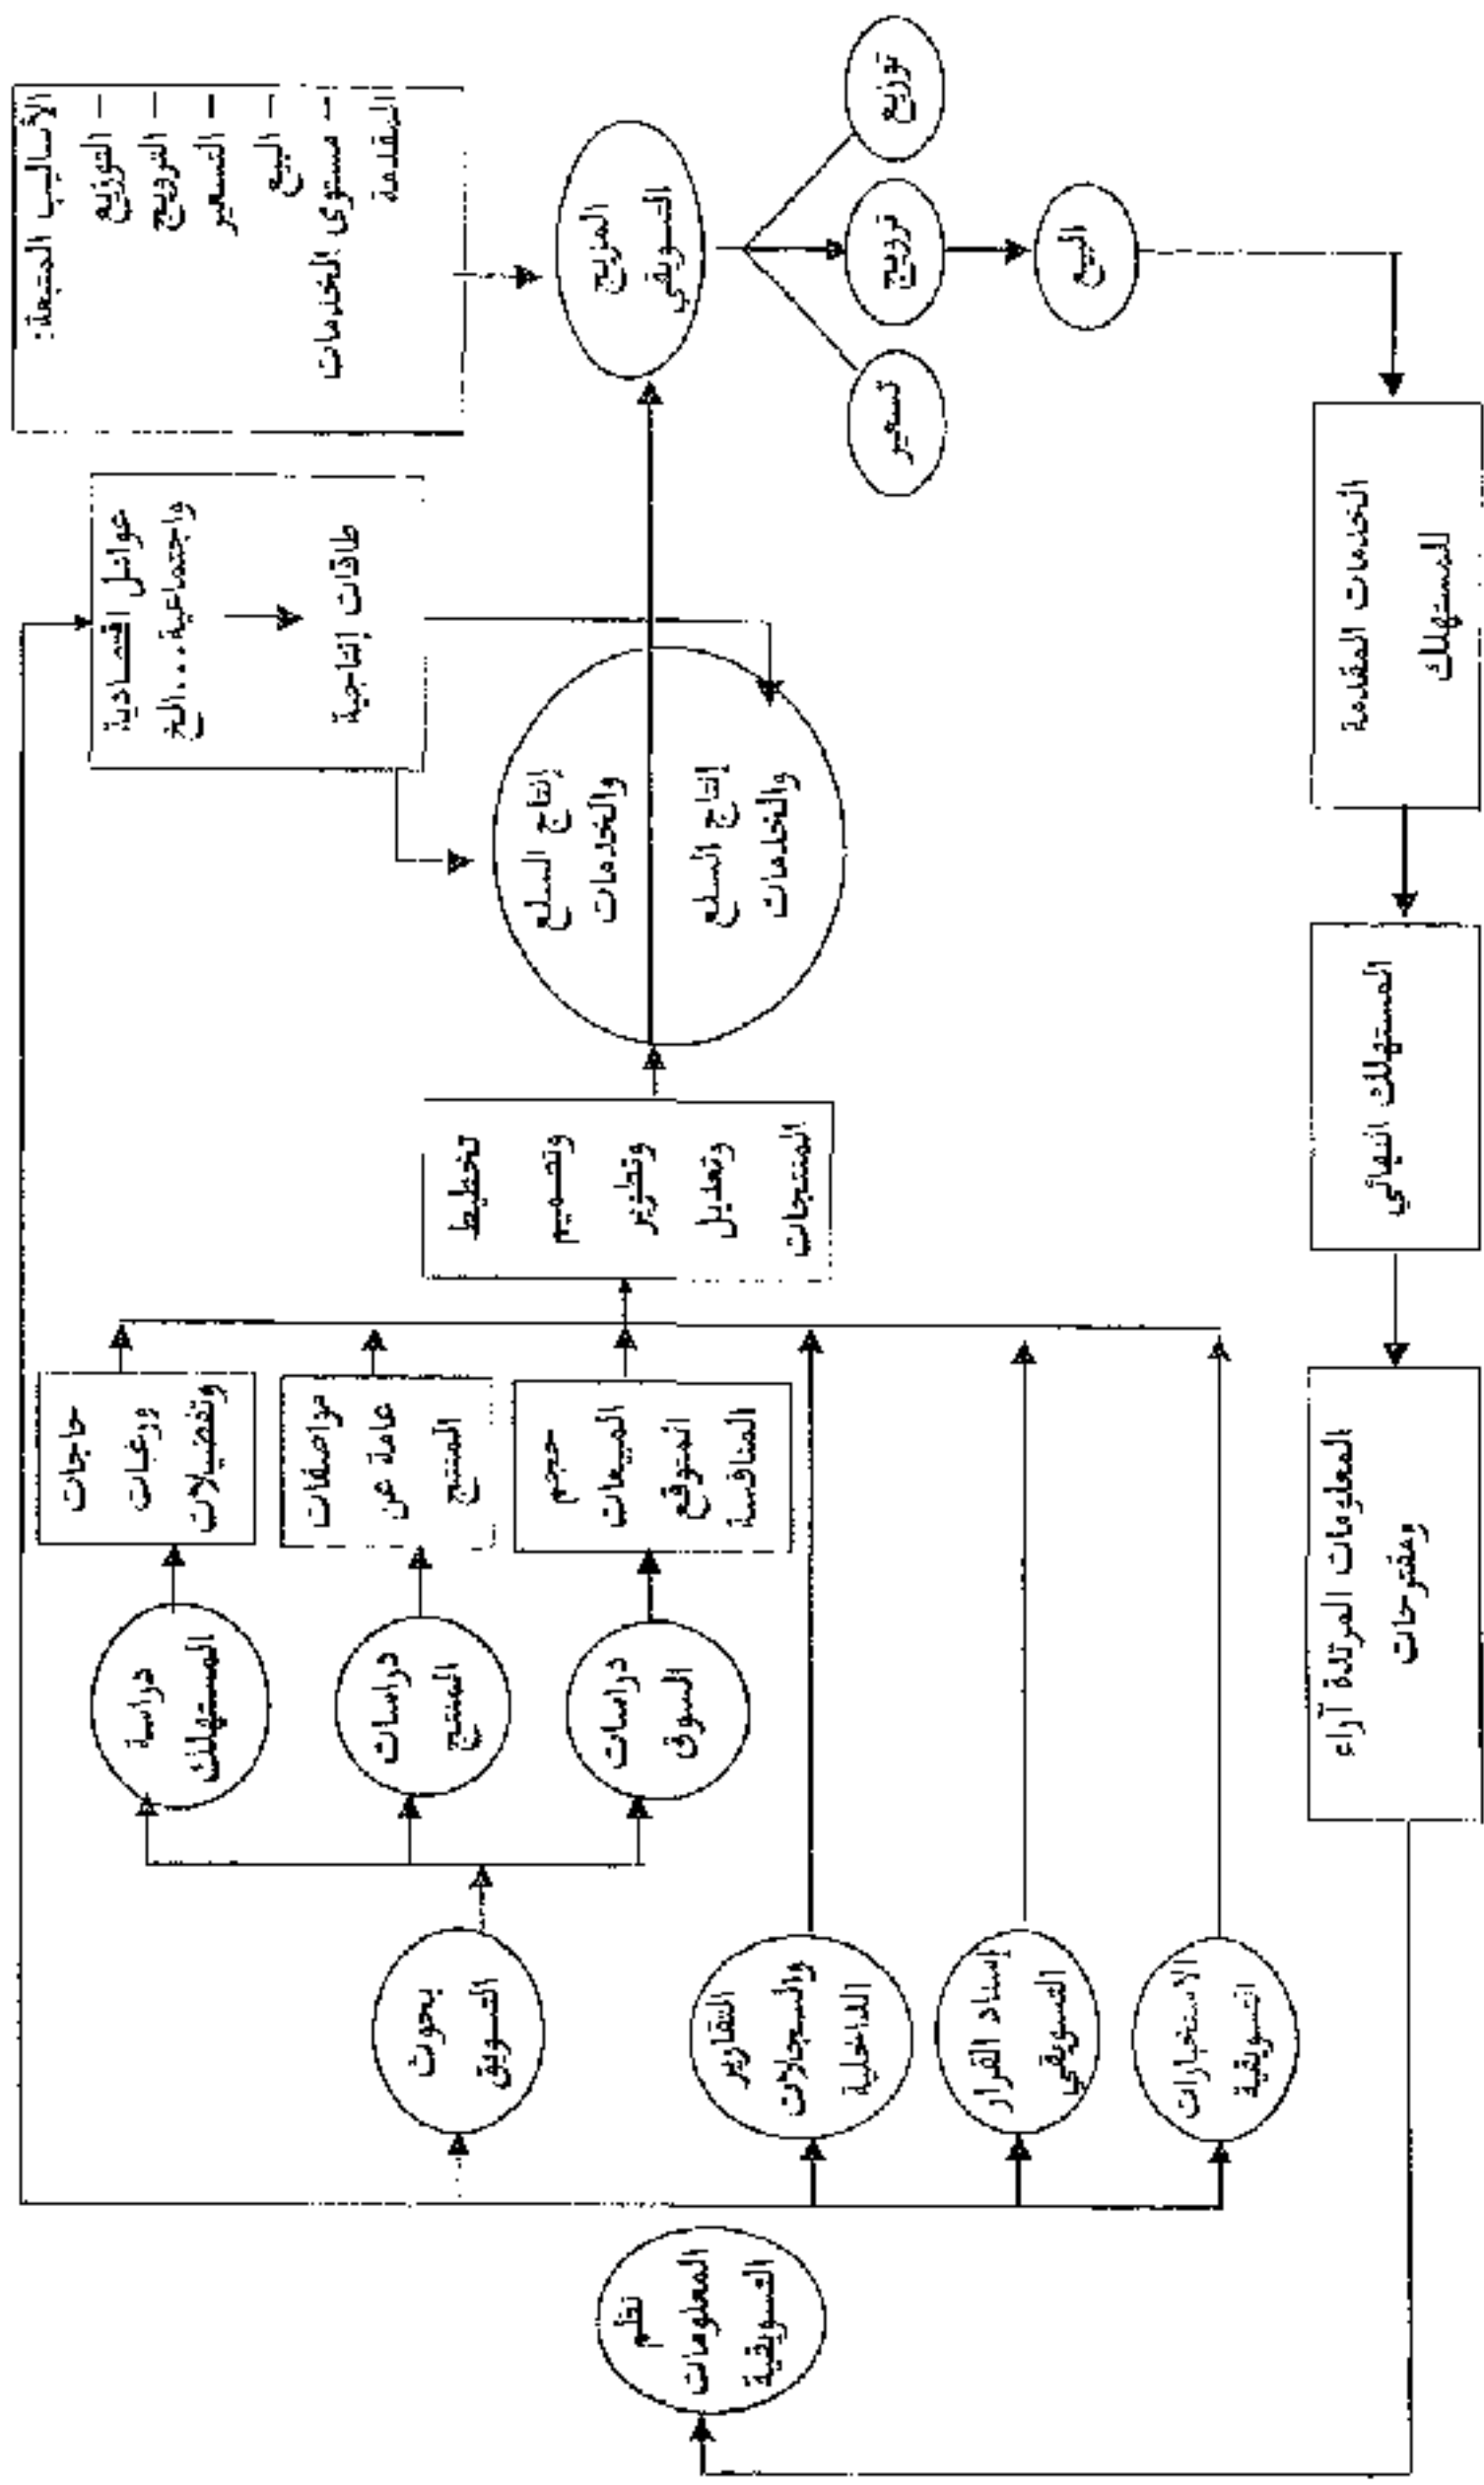 نظم
المعلومات
التسويقية
بحوث
التسويق
التقارير
والسجلات
الداخلية
إسناد القرار
التسويقي
الاستخبارات
التسويقية
دراسة
المستهلك
دراسات
المنتج
دراسات
السوق
حاجات
ورغبات
وتفضيلات
مواصفات
عامة عن
المنتج
حجم
المتوقع
المبيعات
المنافسة
تخطيط
وتصميم
وتطوير
وتعديل
المنتجات
إنتاج السلع
والخدمات
إنتاج السلع
والخدمات
عوامل اقتصادية
واجتماعية...الخ
طاقات إنتاجية
الأساليب المتبعة:
– التوزيع
– الترويج
– التسعير
– البيع
– مستوى الخدمات
المقدمة
المزيج
التسويقي
توزيع
ترويج
تسعير
البيع
الخدمات المقدمة
للمستهلك
المستهلك النهائي
المعلومات المرتدة آراء
ومقترحات